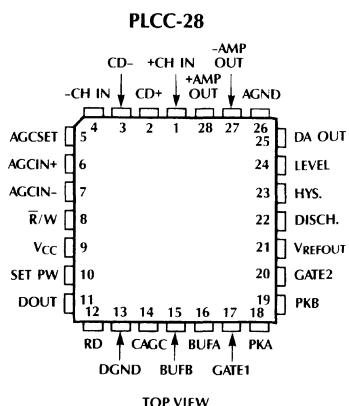 PLCC-28
-AMP
CD- +CH IN OUT
+AMP
-CH IN CD+ OUT AGND
4 3 2 1 28 27 26
AGCSET 5 25 DA OUT
AGCIN+ 6 24 LEVEL
AGCIN- 7 23 HYS.
R̅/W 8 22 DISCH.
VCC 9 21 VREFOUT
SET PW 10 20 GATE2
DOUT 11 19 PKB
12 13 14 15 16 17 18
RD CAGC BUFA PKA
DGND BUFB GATE1
TOP VIEW